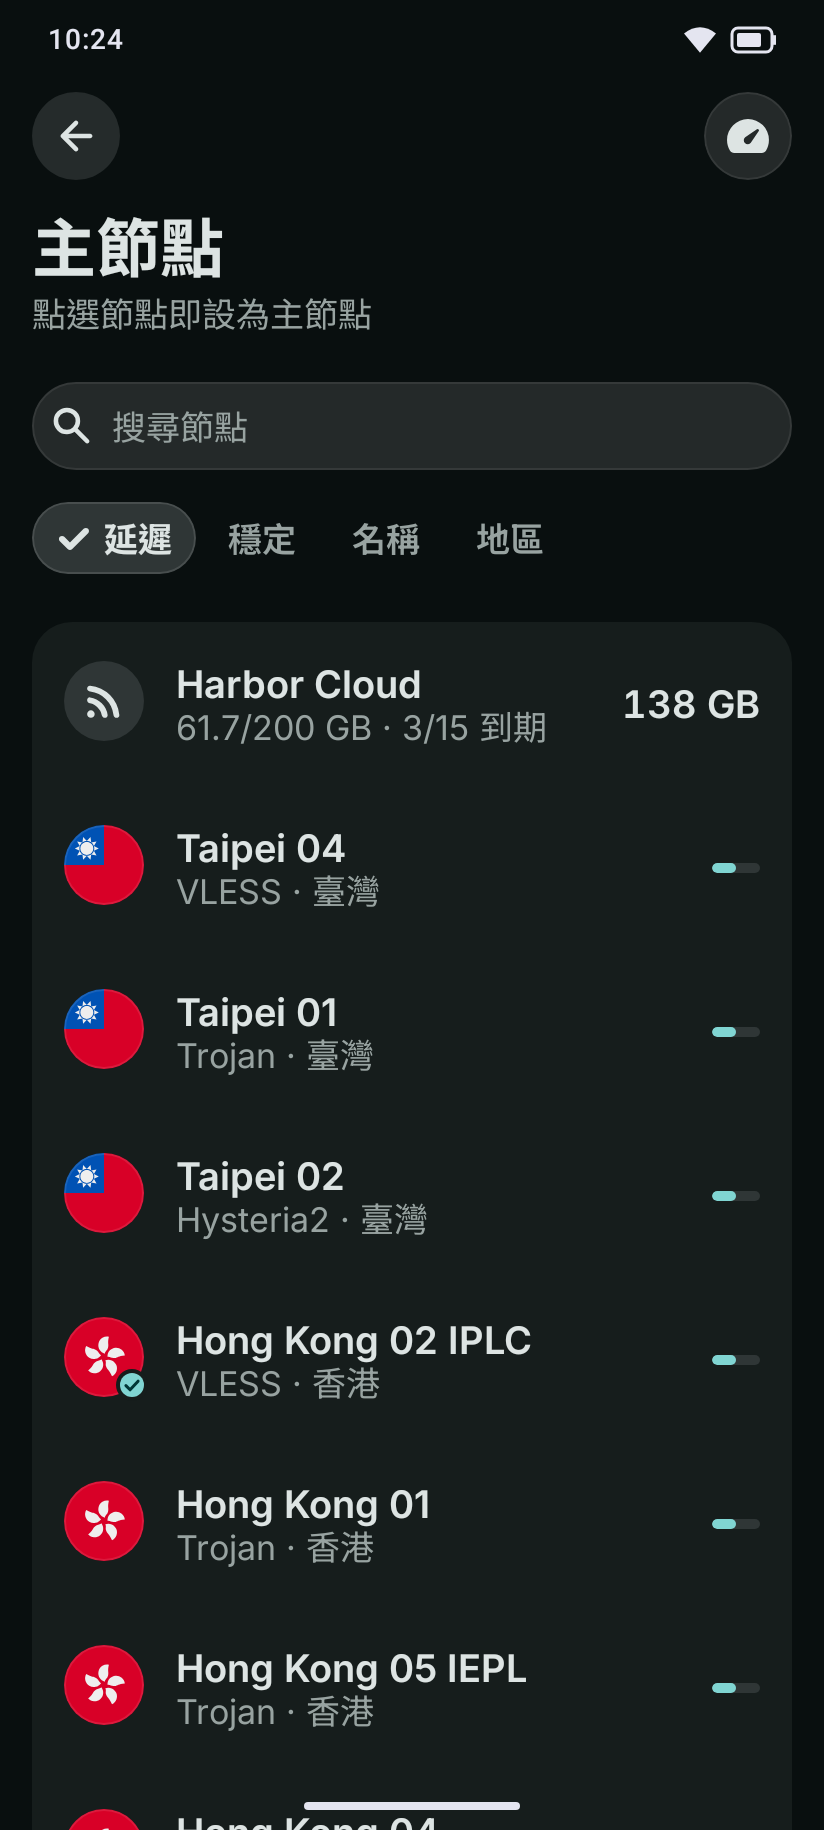 10:24
主節點
點選節點即設為主節點
搜尋節點
延遲 穩定 名稱 地區
Harbor Cloud
61.7/200 GB · 3/15 到期
138 GB
Taipei 04
VLESS · 臺灣
Taipei 01
Trojan · 臺灣
Taipei 02
Hysteria2 · 臺灣
Hong Kong 02 IPLC
VLESS · 香港
Hong Kong 01
Trojan · 香港
Hong Kong 05 IEPL
Trojan · 香港
Hong Kong 04